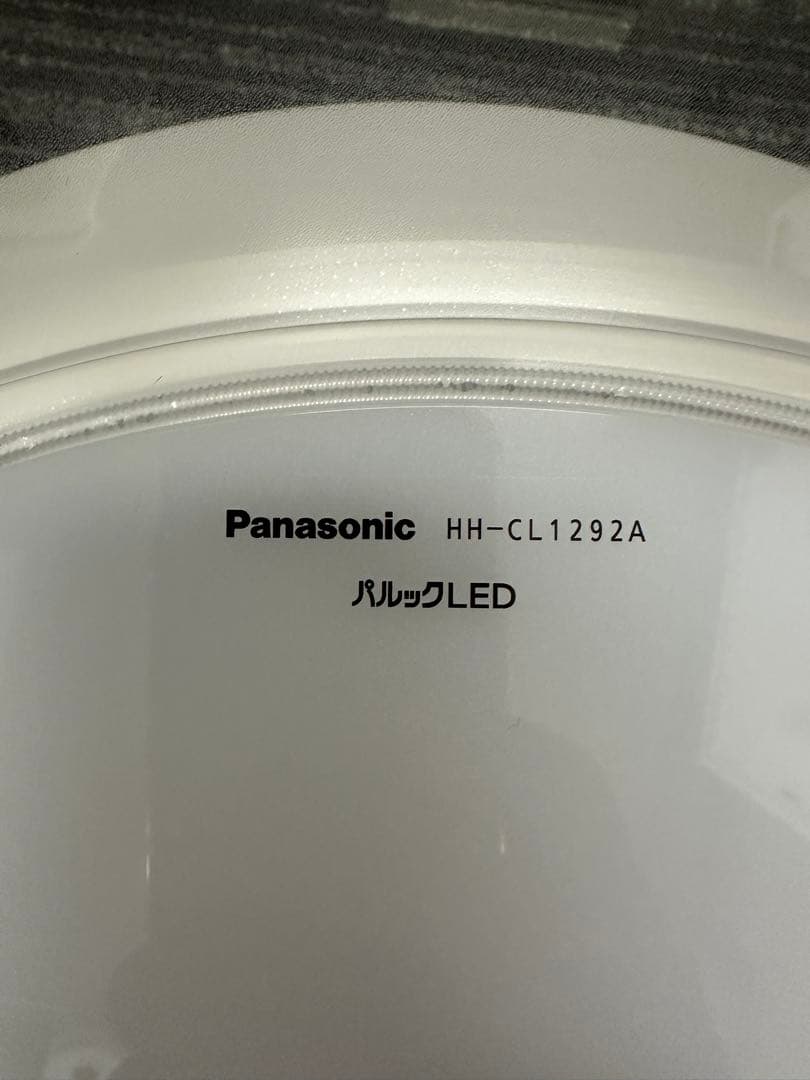 Panasonic HH-CL1292A
パルックLED